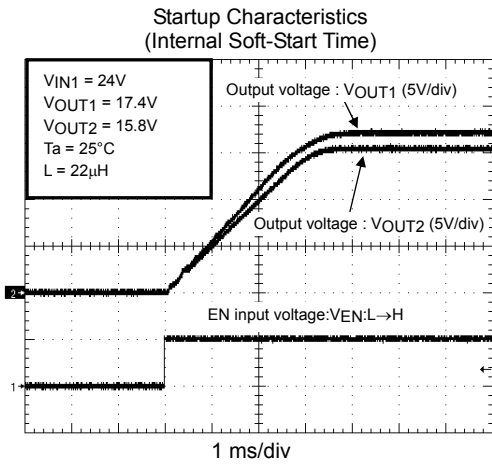 Startup Characteristics
(Internal Soft-Start Time)
VIN1 = 24V
VOUT1 = 17.4V
VOUT2 = 15.8V
Ta = 25°C
L = 22µH
Output voltage : VOUT1 (5V/div)
Output voltage : VOUT2 (5V/div)
EN input voltage:VEN:L→H
2
1
1 ms/div